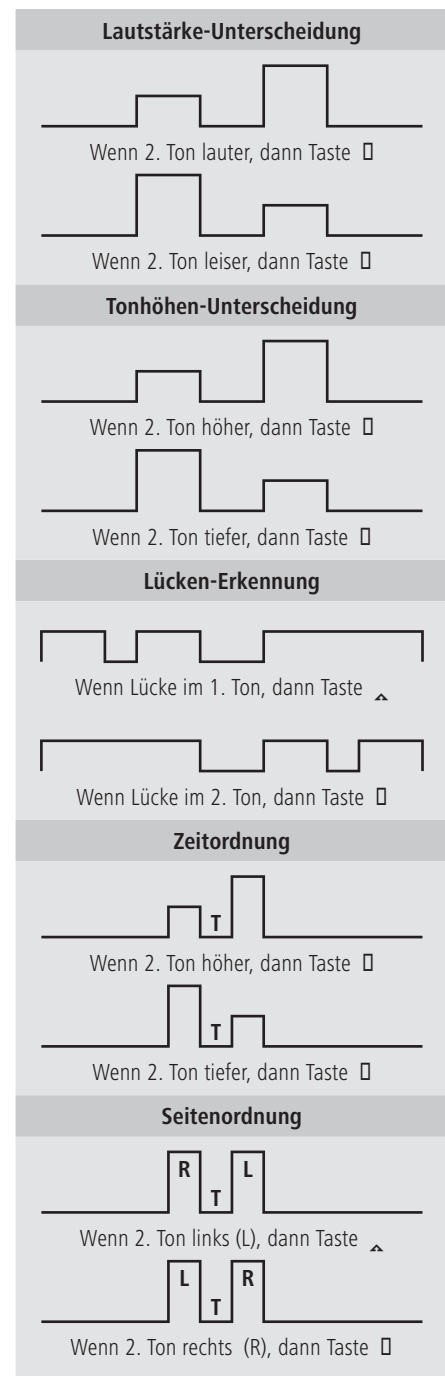 Lautstärke-Unterscheidung
Wenn 2. Ton lauter, dann Taste ▯
Wenn 2. Ton leiser, dann Taste ▯
Tonhöhen-Unterscheidung
Wenn 2. Ton höher, dann Taste ▯
Wenn 2. Ton tiefer, dann Taste ▯
Lücken-Erkennung
Wenn Lücke im 1. Ton, dann Taste
Wenn Lücke im 2. Ton, dann Taste ▯
Zeitordnung
T
Wenn 2. Ton höher, dann Taste ▯
T
Wenn 2. Ton tiefer, dann Taste ▯
Seitenordnung
R T L
Wenn 2. Ton links (L), dann Taste
L T R
Wenn 2. Ton rechts (R), dann Taste ▯